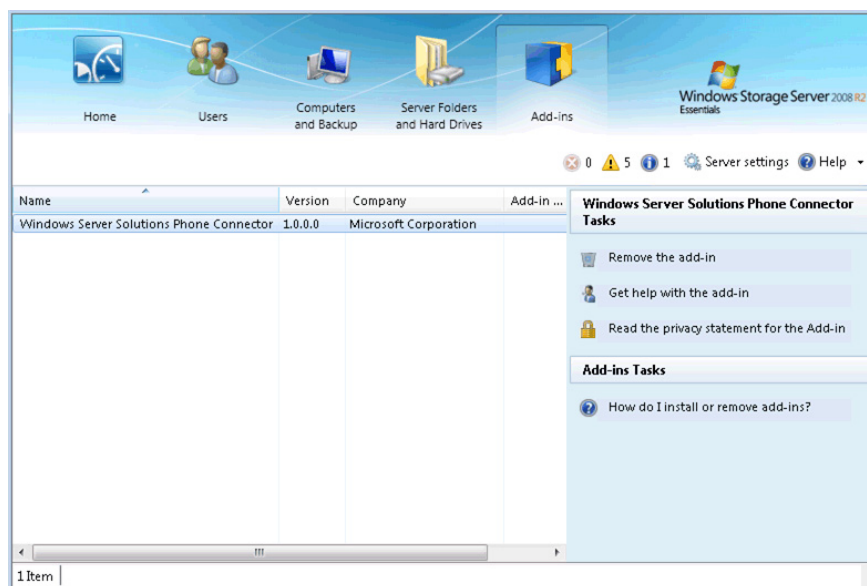 Home
Users
Computers
and Backup
Server Folders
and Hard Drives
Add-ins
Windows Storage Server 2008 R2
Essentials
0 5 1 Server settings Help
Name Version Company Add-in ...
Windows Server Solutions Phone Connector 1.0.0.0 Microsoft Corporation
Windows Server Solutions Phone Connector
Tasks
Remove the add-in
Get help with the add-in
Read the privacy statement for the Add-in
Add-ins Tasks
How do I install or remove add-ins?
1 Item